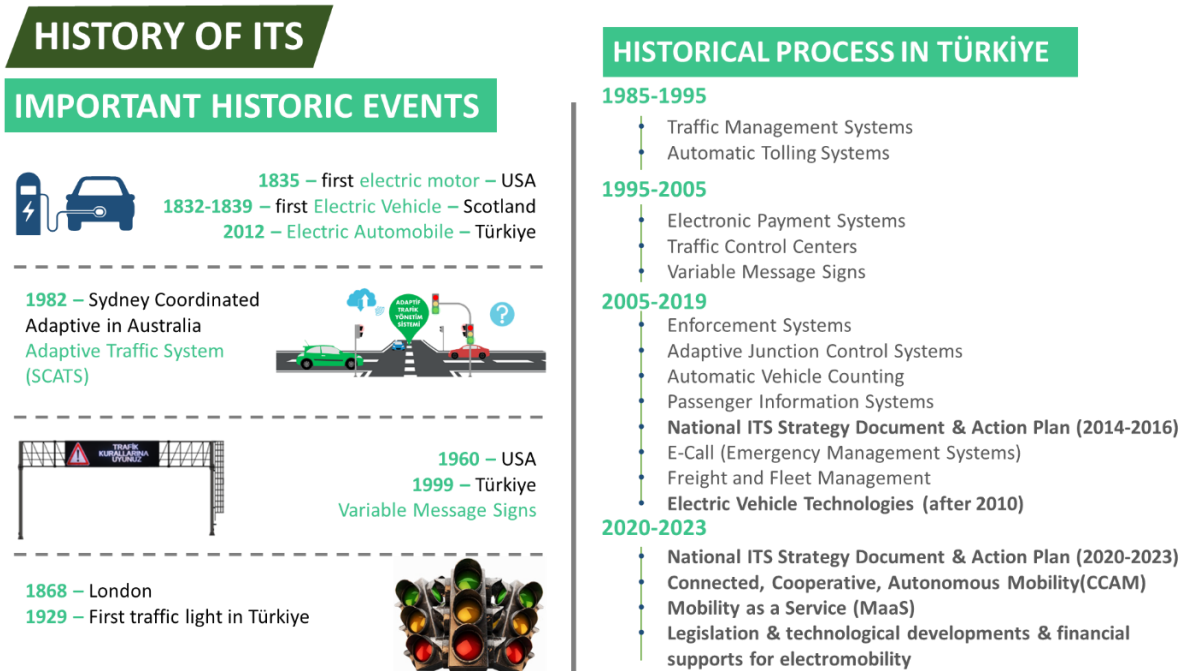 HISTORY OF ITS
IMPORTANT HISTORIC EVENTS
1835 – first electric motor – USA
1832-1839 – first Electric Vehicle – Scotland
2012 – Electric Automobile – Türkiye
1982 – Sydney Coordinated
Adaptive in Australia
Adaptive Traffic System
(SCATS)
ADAPTİF
TRAFİK
YÖNETİM
SİSTEMİ
?
TRAFİK
KURALLARINA
UYUNUZ
1960 – USA
1999 – Türkiye
Variable Message Signs
1868 – London
1929 – First traffic light in Türkiye
HISTORICAL PROCESS IN TÜRKİYE
1985-1995
• Traffic Management Systems
• Automatic Tolling Systems
1995-2005
• Electronic Payment Systems
• Traffic Control Centers
• Variable Message Signs
2005-2019
• Enforcement Systems
• Adaptive Junction Control Systems
• Automatic Vehicle Counting
• Passenger Information Systems
• National ITS Strategy Document & Action Plan (2014-2016)
• E-Call (Emergency Management Systems)
• Freight and Fleet Management
• Electric Vehicle Technologies (after 2010)
2020-2023
• National ITS Strategy Document & Action Plan (2020-2023)
• Connected, Cooperative, Autonomous Mobility(CCAM)
• Mobility as a Service (MaaS)
• Legislation & technological developments & financial
supports for electromobility